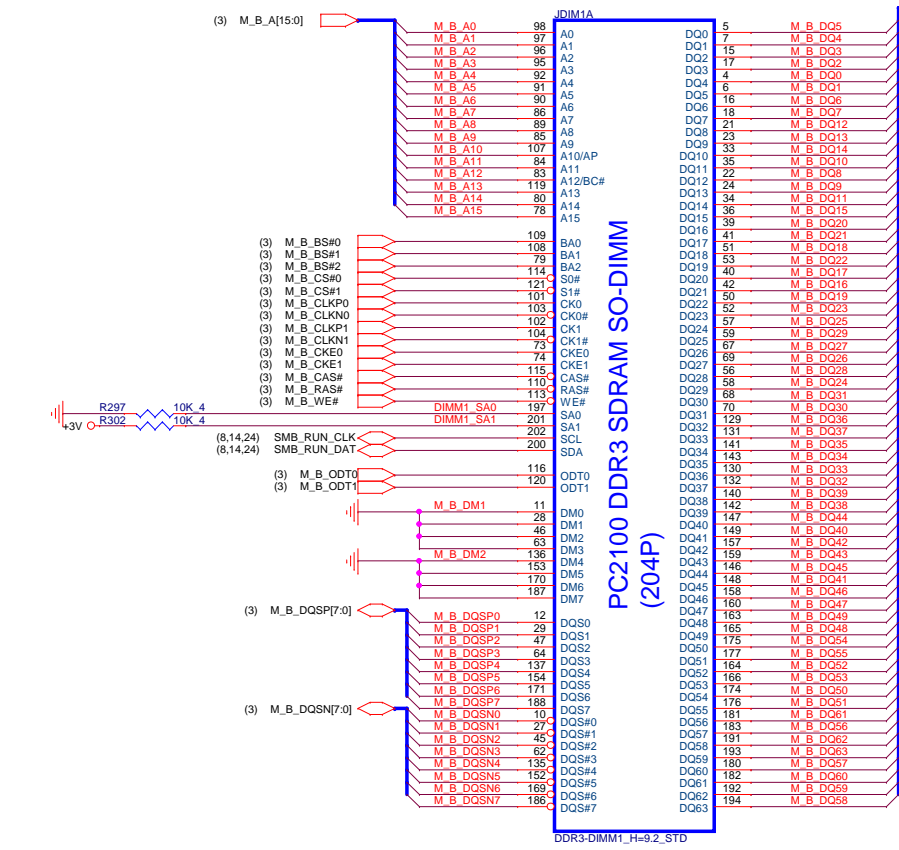 JDIM1A
(3) M_B_A[15:0]
M_B_A0 98 A0
M_B_A1 97 A1
M_B_A2 96 A2
M_B_A3 95 A3
M_B_A4 92 A4
M_B_A5 91 A5
M_B_A6 90 A6
M_B_A7 86 A7
M_B_A8 89 A8
M_B_A9 85 A9
M_B_A10 107 A10/AP
M_B_A11 84 A11
M_B_A12 83 A12/BC#
M_B_A13 119 A13
M_B_A14 80 A14
M_B_A15 78 A15
(3) M_B_BS#0 109 BA0
(3) M_B_BS#1 108 BA1
(3) M_B_BS#2 79 BA2
(3) M_B_CS#0 114 S0#
(3) M_B_CS#1 121 S1#
(3) M_B_CLKP0 101 CK0
(3) M_B_CLKN0 103 CK0#
(3) M_B_CLKP1 102 CK1
(3) M_B_CLKN1 104 CK1#
(3) M_B_CKE0 73 CKE0
(3) M_B_CKE1 74 CKE1
(3) M_B_CAS# 115 CAS#
(3) M_B_RAS# 110 RAS#
(3) M_B_WE# 113 WE#
R297 10K_4 DIMM1_SA0 197 SA0
+3V R302 10K_4 DIMM1_SA1 201 SA1
(8,14,24) SMB_RUN_CLK 202 SCL
(8,14,24) SMB_RUN_DAT 200 SDA
(3) M_B_ODT0 116 ODT0
(3) M_B_ODT1 120 ODT1
M_B_DM1 11 DM0
28 DM1
46 DM2
63 DM3
M_B_DM2 136 DM4
153 DM5
170 DM6
187 DM7
(3) M_B_DQSP[7:0]
M_B_DQSP0 12 DQS0
M_B_DQSP1 29 DQS1
M_B_DQSP2 47 DQS2
M_B_DQSP3 64 DQS3
M_B_DQSP4 137 DQS4
M_B_DQSP5 154 DQS5
M_B_DQSP6 171 DQS6
M_B_DQSP7 188 DQS7
(3) M_B_DQSN[7:0]
M_B_DQSN0 10 DQS#0
M_B_DQSN1 27 DQS#1
M_B_DQSN2 45 DQS#2
M_B_DQSN3 62 DQS#3
M_B_DQSN4 135 DQS#4
M_B_DQSN5 152 DQS#5
M_B_DQSN6 169 DQS#6
M_B_DQSN7 186 DQS#7
PC2100 DDR3 SDRAM SO-DIMM
(204P)
DQ0 5 M_B_DQ5
DQ1 7 M_B_DQ4
DQ2 15 M_B_DQ3
DQ3 17 M_B_DQ2
DQ4 4 M_B_DQ0
DQ5 6 M_B_DQ1
DQ6 16 M_B_DQ6
DQ7 18 M_B_DQ7
DQ8 21 M_B_DQ12
DQ9 23 M_B_DQ13
DQ10 33 M_B_DQ14
DQ11 35 M_B_DQ10
DQ12 22 M_B_DQ8
DQ13 24 M_B_DQ9
DQ14 34 M_B_DQ11
DQ15 36 M_B_DQ15
DQ16 39 M_B_DQ20
DQ17 41 M_B_DQ21
DQ18 51 M_B_DQ18
DQ19 53 M_B_DQ22
DQ20 40 M_B_DQ17
DQ21 42 M_B_DQ16
DQ22 50 M_B_DQ19
DQ23 52 M_B_DQ23
DQ24 57 M_B_DQ25
DQ25 59 M_B_DQ29
DQ26 67 M_B_DQ27
DQ27 69 M_B_DQ26
DQ28 56 M_B_DQ28
DQ29 58 M_B_DQ24
DQ30 68 M_B_DQ31
DQ31 70 M_B_DQ30
DQ32 129 M_B_DQ36
DQ33 131 M_B_DQ37
DQ34 141 M_B_DQ35
DQ35 143 M_B_DQ34
DQ36 130 M_B_DQ33
DQ37 132 M_B_DQ32
DQ38 140 M_B_DQ39
DQ39 142 M_B_DQ38
DQ40 147 M_B_DQ44
DQ41 149 M_B_DQ40
DQ42 157 M_B_DQ42
DQ43 159 M_B_DQ43
DQ44 146 M_B_DQ45
DQ45 148 M_B_DQ41
DQ46 158 M_B_DQ46
DQ47 160 M_B_DQ47
DQ48 163 M_B_DQ49
DQ49 165 M_B_DQ48
DQ50 175 M_B_DQ54
DQ51 177 M_B_DQ55
DQ52 164 M_B_DQ52
DQ53 166 M_B_DQ53
DQ54 174 M_B_DQ50
DQ55 176 M_B_DQ51
DQ56 181 M_B_DQ61
DQ57 183 M_B_DQ56
DQ58 191 M_B_DQ62
DQ59 193 M_B_DQ63
DQ60 180 M_B_DQ57
DQ61 182 M_B_DQ60
DQ62 192 M_B_DQ59
DQ63 194 M_B_DQ58
DDR3-DIMM1_H=9.2_STD